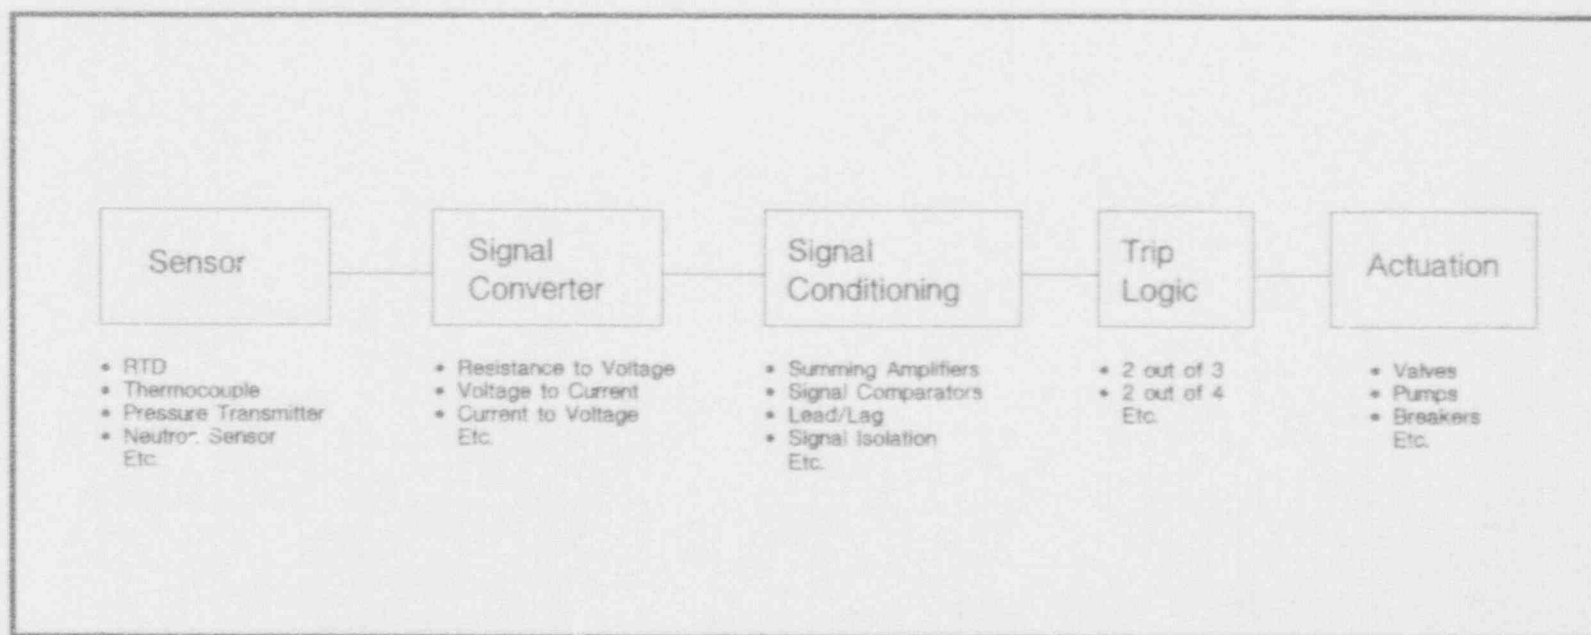 Sensor
• RTD
• Thermocouple
• Pressure Transmitter
• Neutron Sensor
Etc.
Signal
Converter
• Resistance to Voltage
• Voltage to Current
• Current to Voltage
Etc.
Signal
Conditioning
• Summing Amplifiers
• Signal Comparators
• Lead/Lag
• Signal Isolation
Etc.
Trip
Logic
• 2 out of 3
• 2 out of 4
Etc.
Actuation
• Valves
• Pumps
• Breakers
Etc.